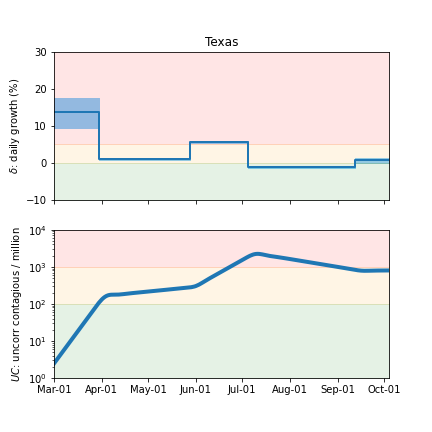 Texas
30
20
10
0
−10
δ: daily growth (%)
10⁴
10³
10²
10¹
10⁰
UC: uncorr contagious / million
Mar-01 Apr-01 May-01 Jun-01 Jul-01 Aug-01 Sep-01 Oct-01